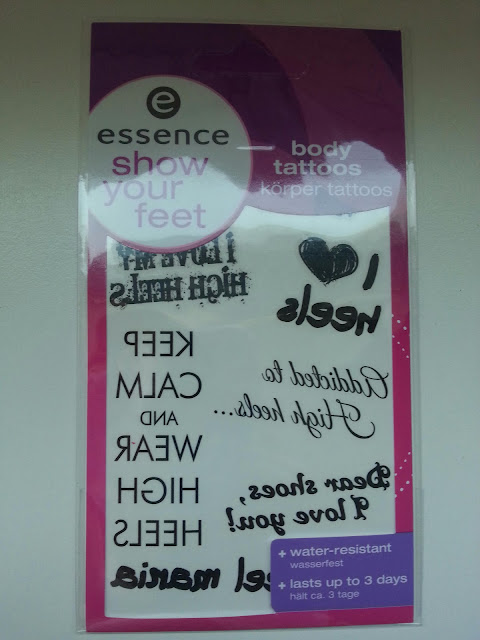 essence
show
your
feet
body
tattoos
körper tattoos
I LOVE MY
HIGH HEELS
I
heels
KEEP
CALM
AND
WEAR
HIGH
HEELS
Addicted to
High heels...
Dear shoes,
I love you!
eel mania
+ water-resistant
wasserfest
+ lasts up to 3 days
hält ca. 3 tage